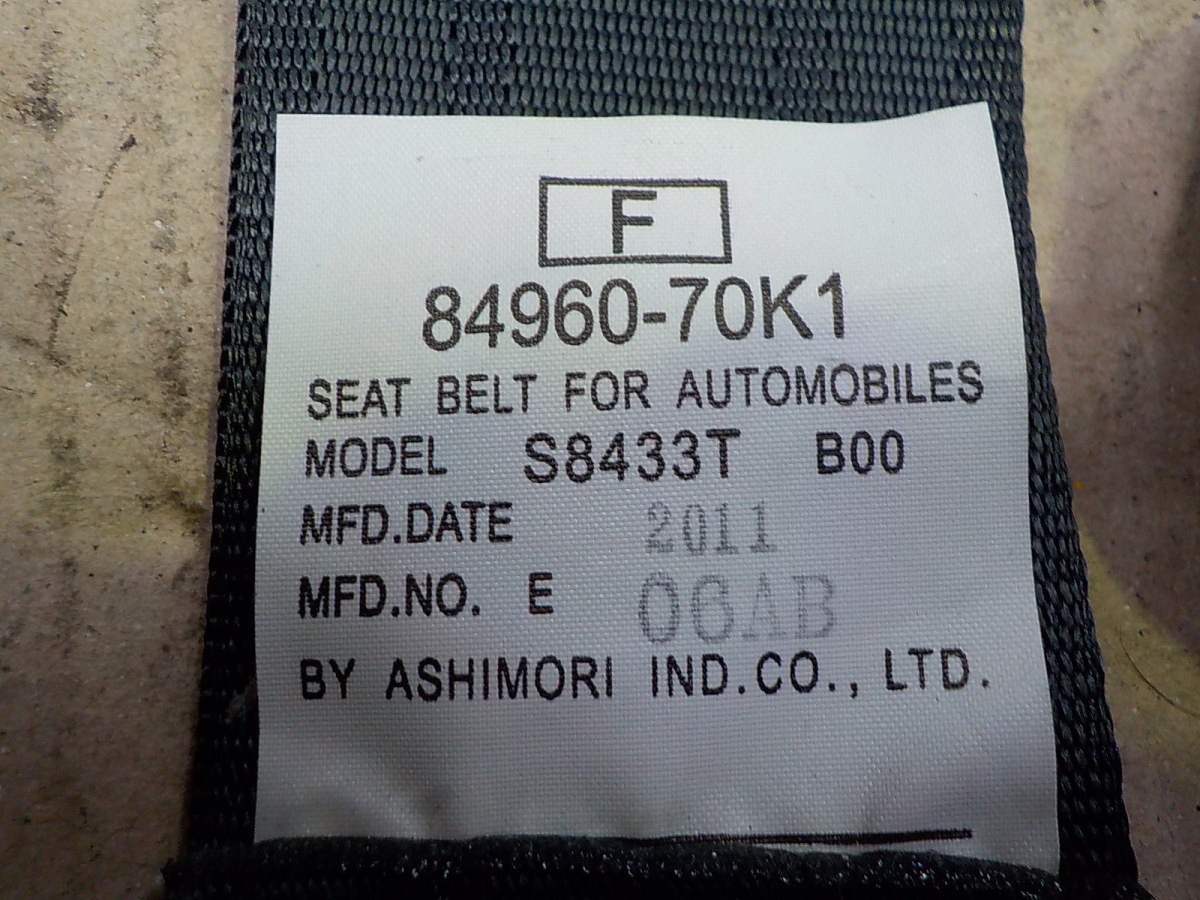 F
84960-70K1
SEAT BELT FOR AUTOMOBILES
MODEL S8433T B00
MFD.DATE 2011
MFD.NO. E 06AB
BY ASHIMORI IND.CO., LTD.